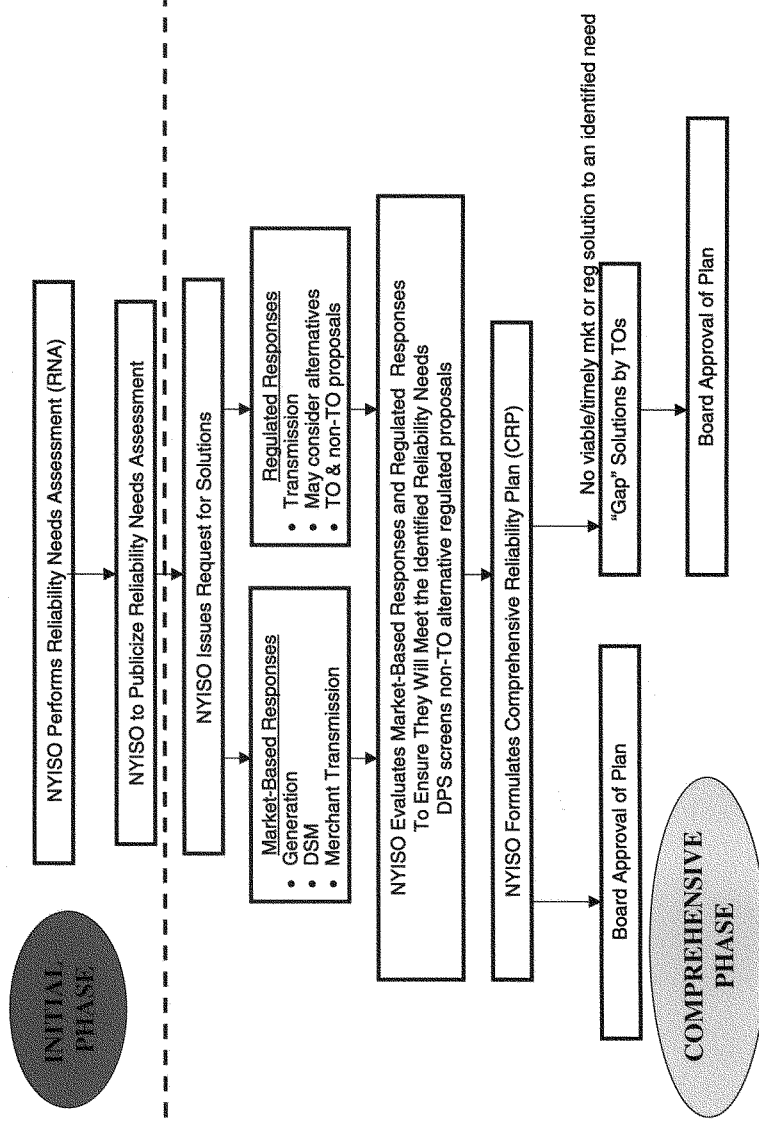 INITIAL
PHASE
NYISO Performs Reliability Needs Assessment (RNA)
NYISO to Publicize Reliability Needs Assessment
NYISO Issues Request for Solutions
Market-Based Responses
• Generation
• DSM
• Merchant Transmission
Regulated Responses
• Transmission
• May consider alternatives
• TO & non-TO proposals
NYISO Evaluates Market-Based Responses and Regulated Responses
To Ensure They Will Meet the Identified Reliability Needs
DPS screens non-TO alternative regulated proposals
NYISO Formulates Comprehensive Reliability Plan (CRP)
No viable/timely mkt or reg solution to an identified need
Board Approval of Plan
"Gap" Solutions by TOs
Board Approval of Plan
COMPREHENSIVE
PHASE